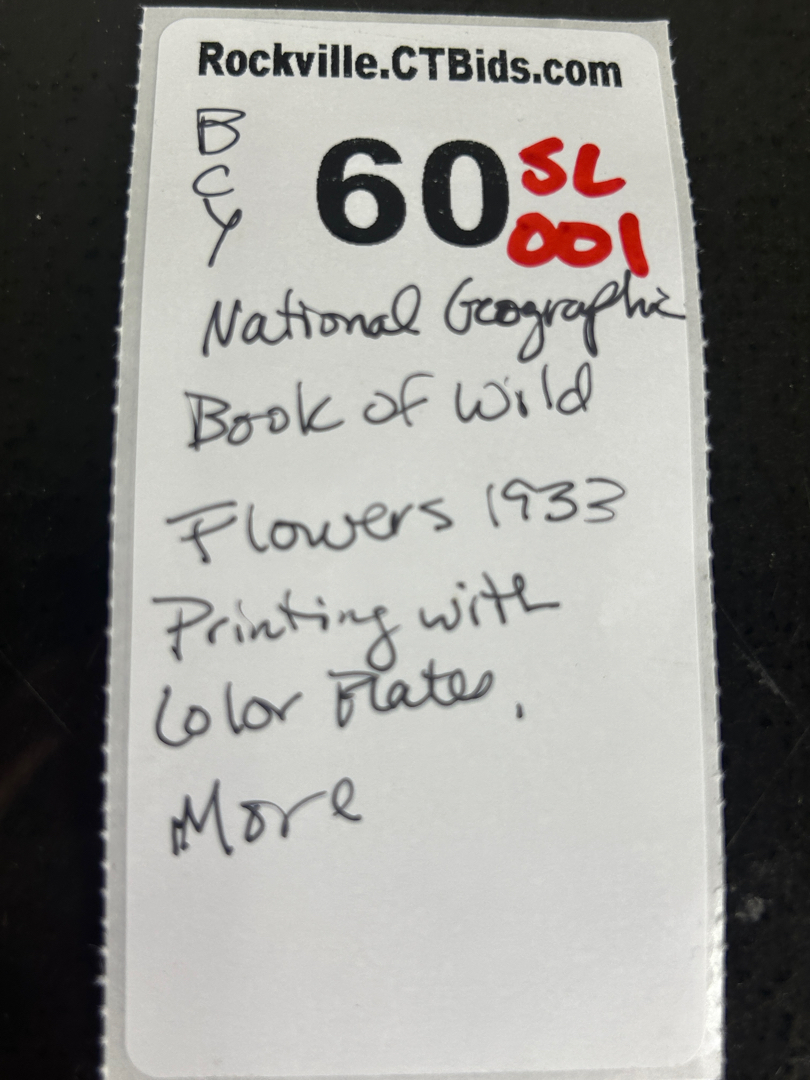 Rockville.CTBids.com
B
C
Y
60 SL
001
National Geographic
Book of Wild
Flowers 1933
Printing with
Color Plates,
More